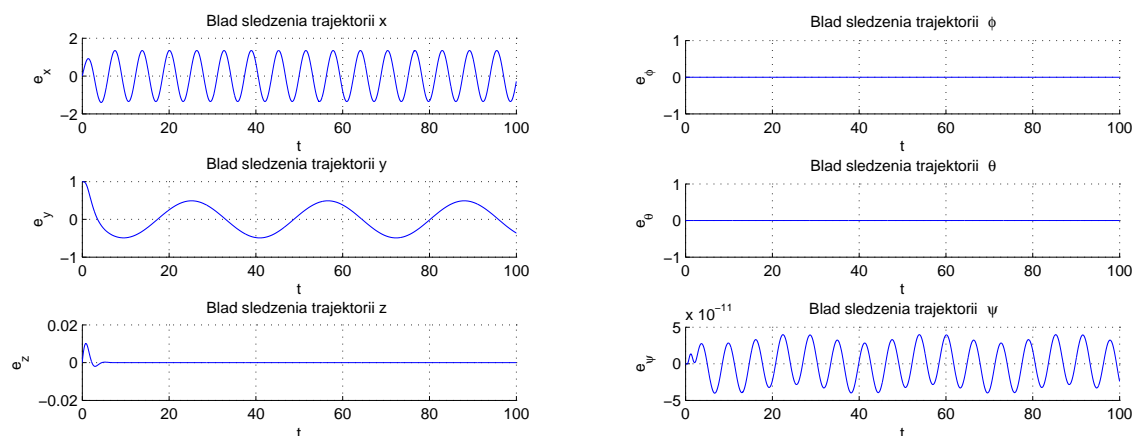 Blad sledzenia trajektorii x
2
0
−2
e_x
0 20 40 60 80 100
t
Blad sledzenia trajektorii y
1
0
−1
e_y
0 20 40 60 80 100
t
Blad sledzenia trajektorii z
0.02
0
−0.02
e_z
0 20 40 60 80 100
t
Blad sledzenia trajektorii ϕ
1
0
−1
e_ϕ
0 20 40 60 80 100
t
Blad sledzenia trajektorii θ
1
0
−1
e_θ
0 20 40 60 80 100
t
Blad sledzenia trajektorii ψ
x 10^−11
5
0
−5
e_ψ
0 20 40 60 80 100
t